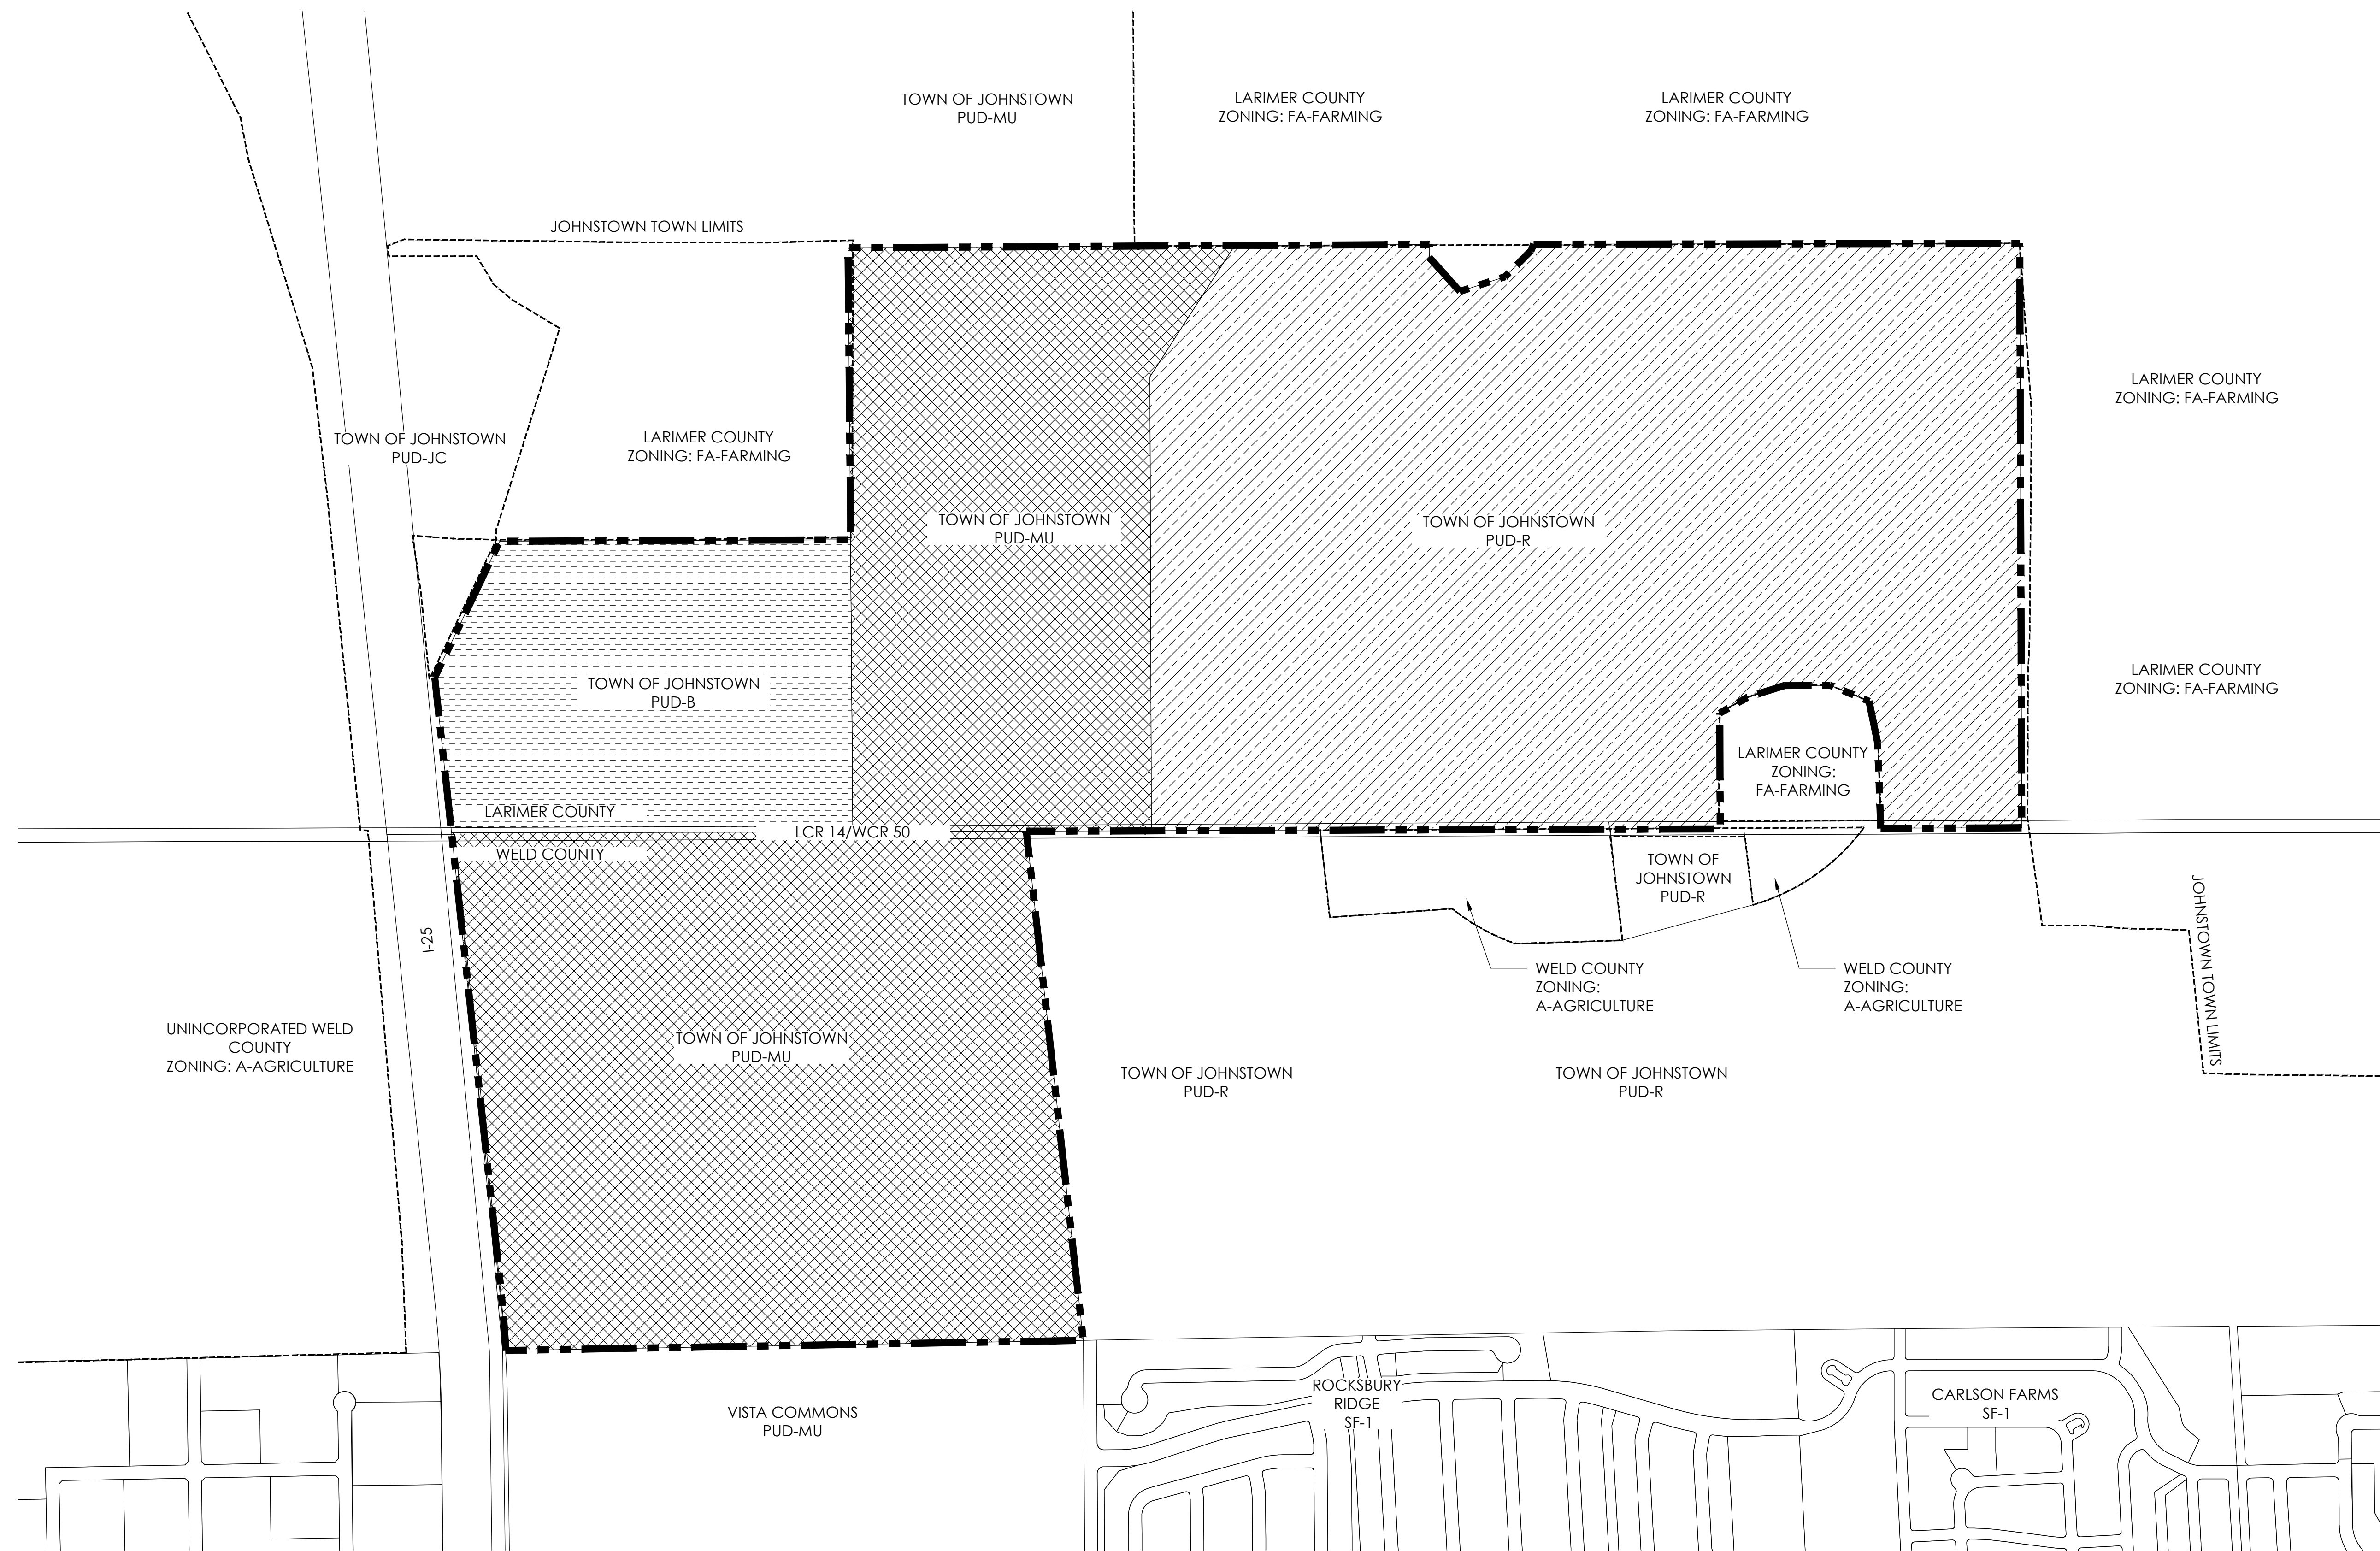 TOWN OF JOHNSTOWN
PUD-MU
LARIMER COUNTY
ZONING: FA-FARMING
LARIMER COUNTY
ZONING: FA-FARMING
JOHNSTOWN TOWN LIMITS
TOWN OF JOHNSTOWN
PUD-JC
LARIMER COUNTY
ZONING: FA-FARMING
LARIMER COUNTY
ZONING: FA-FARMING
TOWN OF JOHNSTOWN
PUD-MU
TOWN OF JOHNSTOWN
PUD-R
TOWN OF JOHNSTOWN
PUD-B
LARIMER COUNTY
ZONING: FA-FARMING
LARIMER COUNTY
ZONING:
FA-FARMING
LARIMER COUNTY
LCR 14/WCR 50
WELD COUNTY
TOWN OF
JOHNSTOWN
PUD-R
I-25
JOHNSTOWN TOWN LIMITS
WELD COUNTY
ZONING:
A-AGRICULTURE
WELD COUNTY
ZONING:
A-AGRICULTURE
UNINCORPORATED WELD
COUNTY
ZONING: A-AGRICULTURE
TOWN OF JOHNSTOWN
PUD-MU
TOWN OF JOHNSTOWN
PUD-R
TOWN OF JOHNSTOWN
PUD-R
VISTA COMMONS
PUD-MU
ROCKSBURY
RIDGE
SF-1
CARLSON FARMS
SF-1